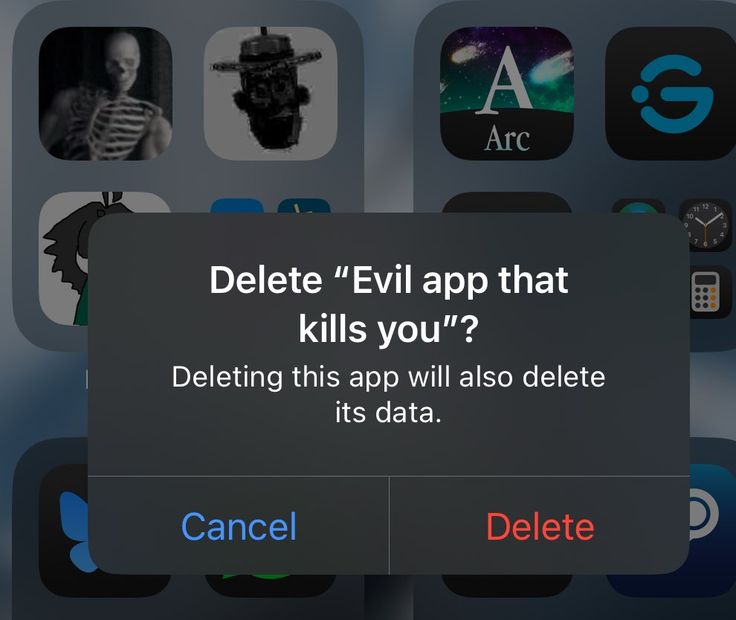 A
Arc
Delete “Evil app that
kills you”?
Deleting this app will also delete
its data.
Cancel
Delete